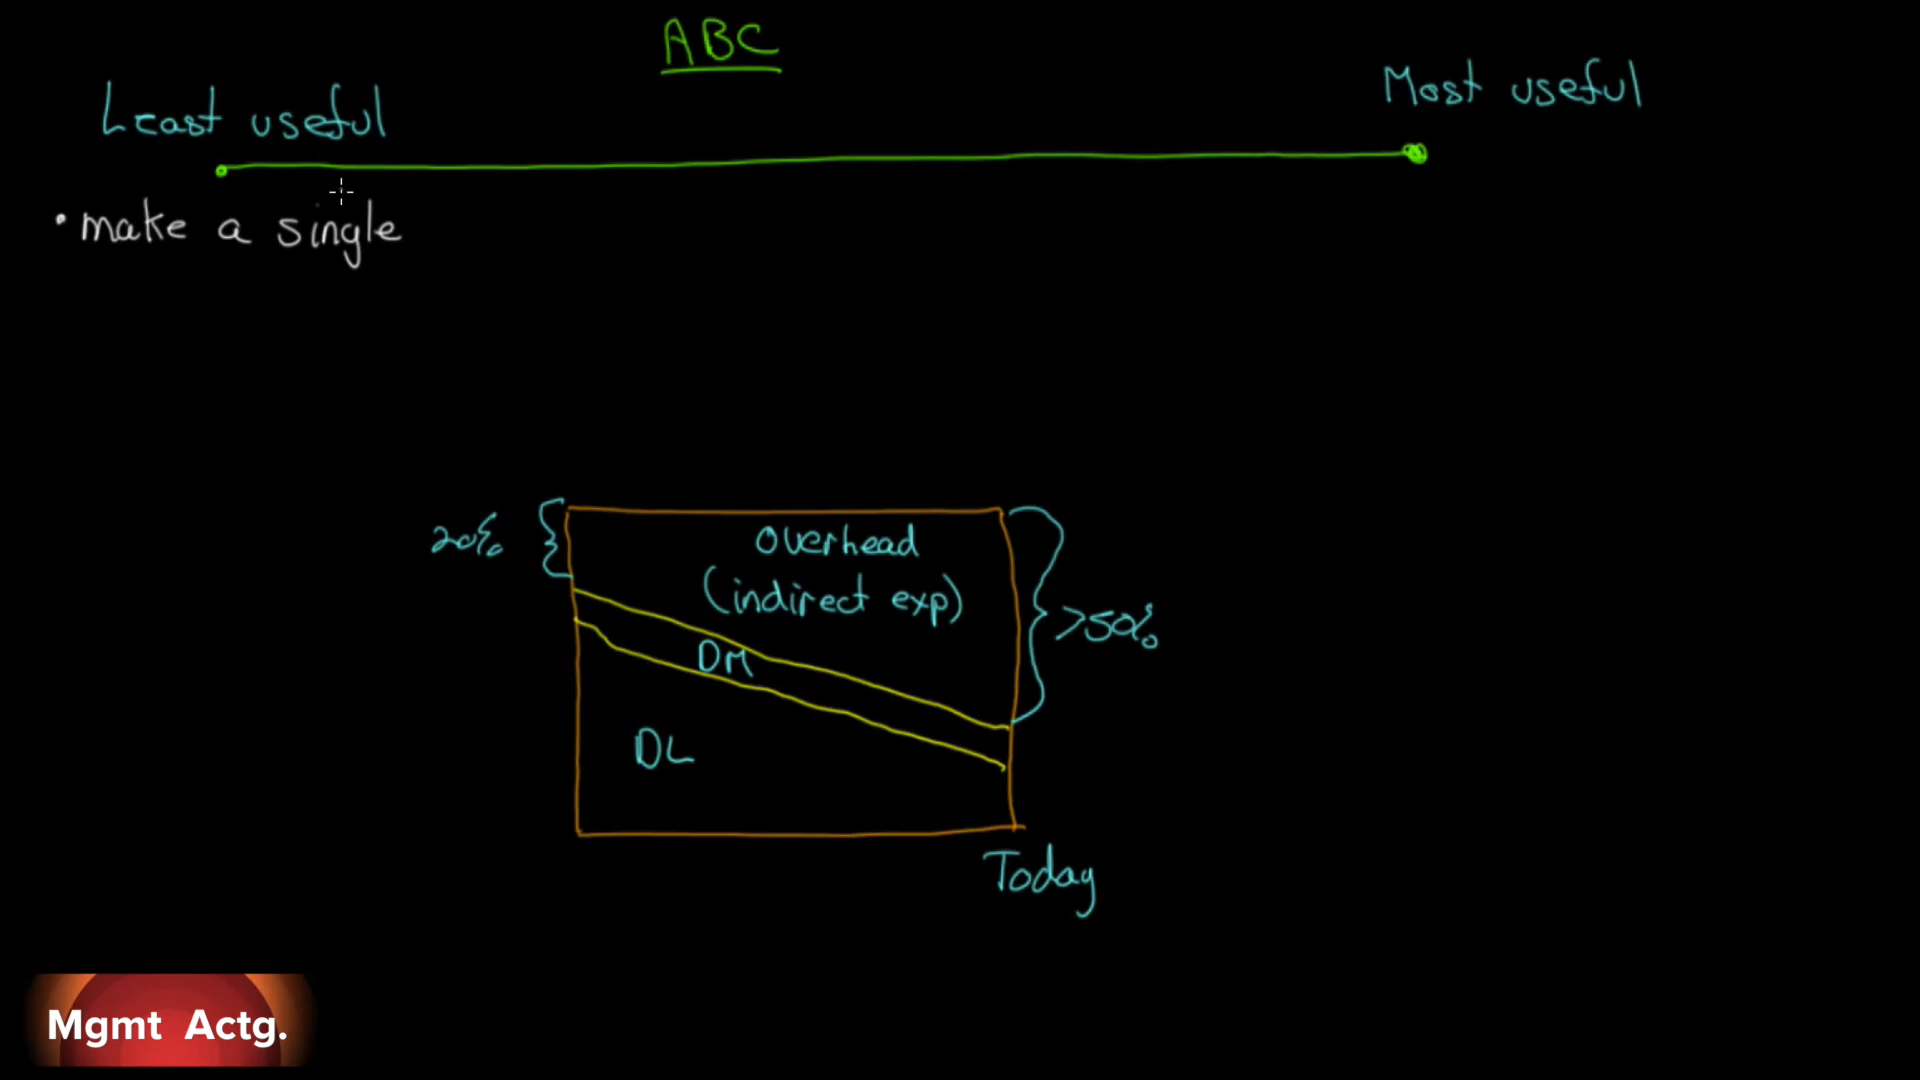 ABC
Least useful
Most useful
• make a single
20%
Overhead
(indirect exp)
>50%
DM
DL
Today
Mgmt Actg.